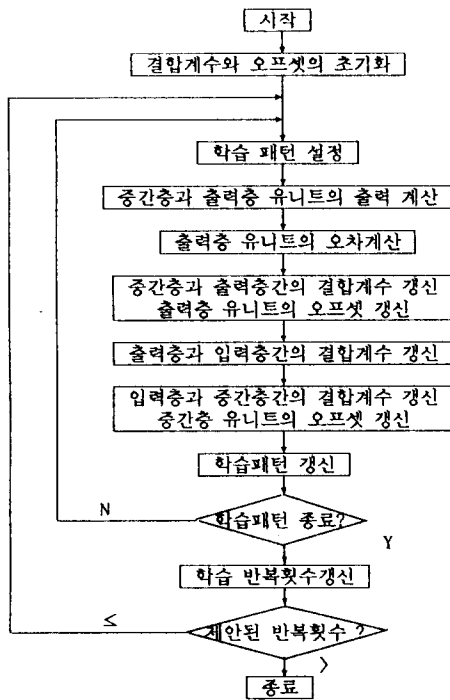 시작
결합계수와 오프셋의 초기화
학습 패턴 설정
중간층과 출력층 유니트의 출력 계산
출력층 유니트의 오차계산
중간층과 출력층간의 결합계수 갱신
출력층 유니트의 오프셋 갱신
출력층과 입력층간의 결합계수 갱신
입력층과 중간층간의 결합계수 갱신
중간층 유니트의 오프셋 갱신
학습패턴 갱신
학습패턴 종료?
N
Y
학습 반복횟수갱신
제안된 반복횟수 ?
≤
>
종료